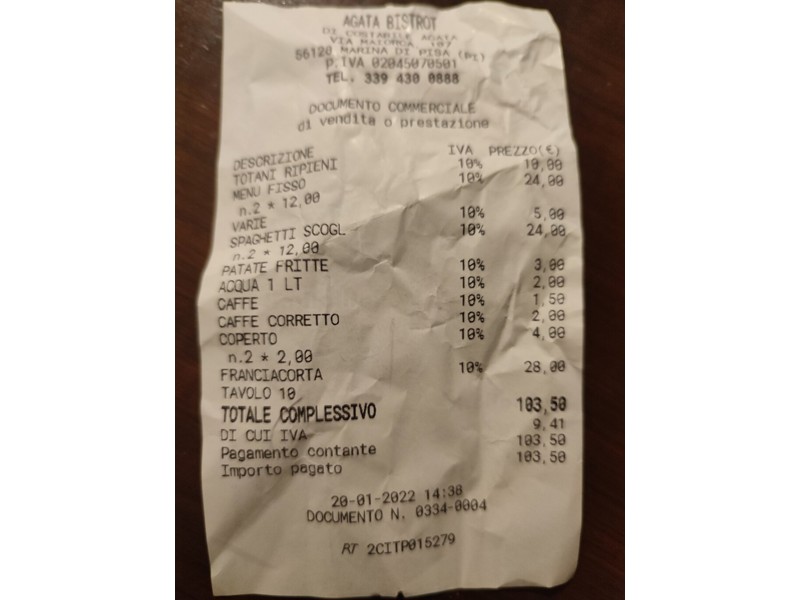 AGATA BISTROT
DI COSTABILE AGATA
VIA MAIORCA, 107
56128 MARINA DI PISA (PI)
P.IVA 02045070501
TEL. 339 430 0888
DOCUMENTO COMMERCIALE
di vendita o prestazione
DESCRIZIONE IVA PREZZO(€)
TOTANI RIPIENI 10% 10,00
MENU FISSO 10% 24,00
n.2 * 12,00
VARIE 10% 5,00
SPAGHETTI SCOGL 10% 24,00
n.2 * 12,00
PATATE FRITTE 10% 3,00
ACQUA 1 LT 10% 2,00
CAFFE 10% 1,50
CAFFE CORRETTO 10% 2,00
COPERTO 10% 4,00
n.2 * 2,00
FRANCIACORTA 10% 28,00
TAVOLO 10
TOTALE COMPLESSIVO 103,50
DI CUI IVA 9,41
Pagamento contante 103,50
Importo pagato 103,50
20-01-2022 14:38
DOCUMENTO N. 0334-0004
RT 2CITP015279